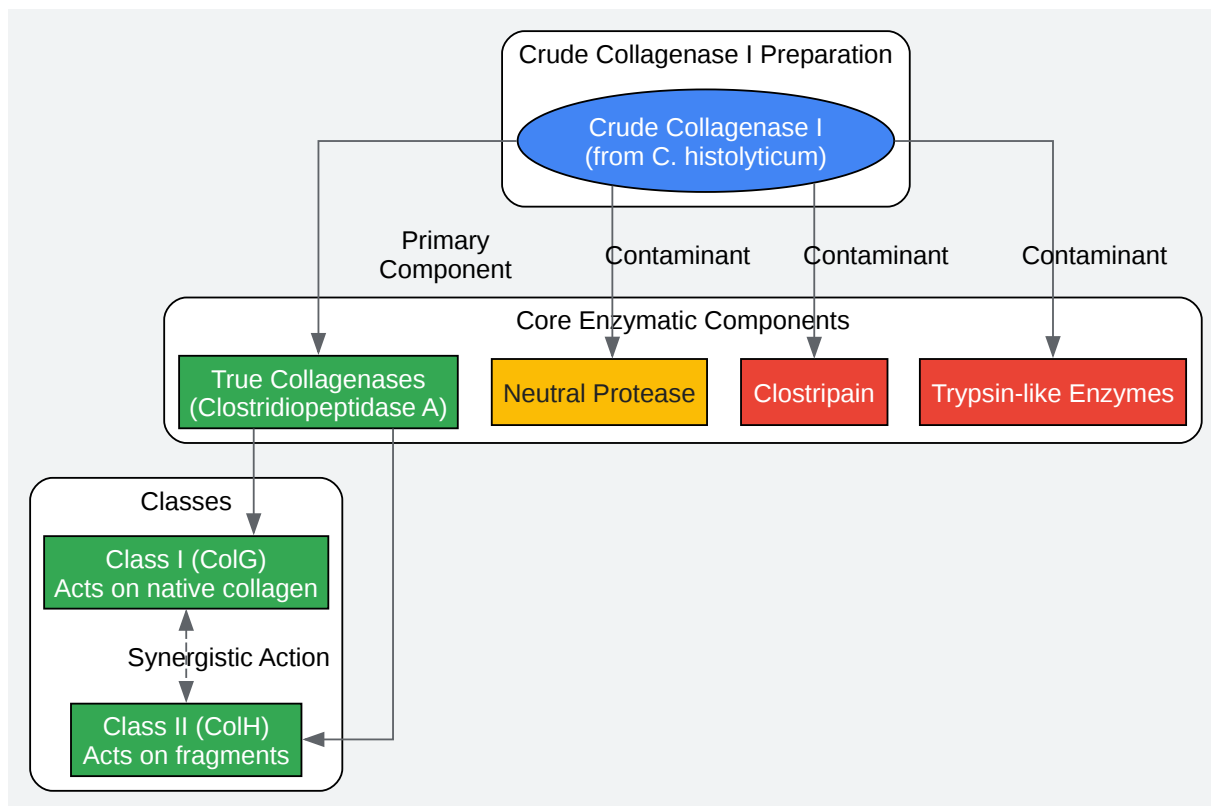 Crude Collagenase I Preparation
Crude Collagenase I
(from C. histolyticum)
Primary
Component
Contaminant
Contaminant
Contaminant
Core Enzymatic Components
True Collagenases
(Clostridiopeptidase A)
Neutral Protease
Clostripain
Trypsin-like Enzymes
Classes
Class I (ColG)
Acts on native collagen
Synergistic Action
Class II (ColH)
Acts on fragments